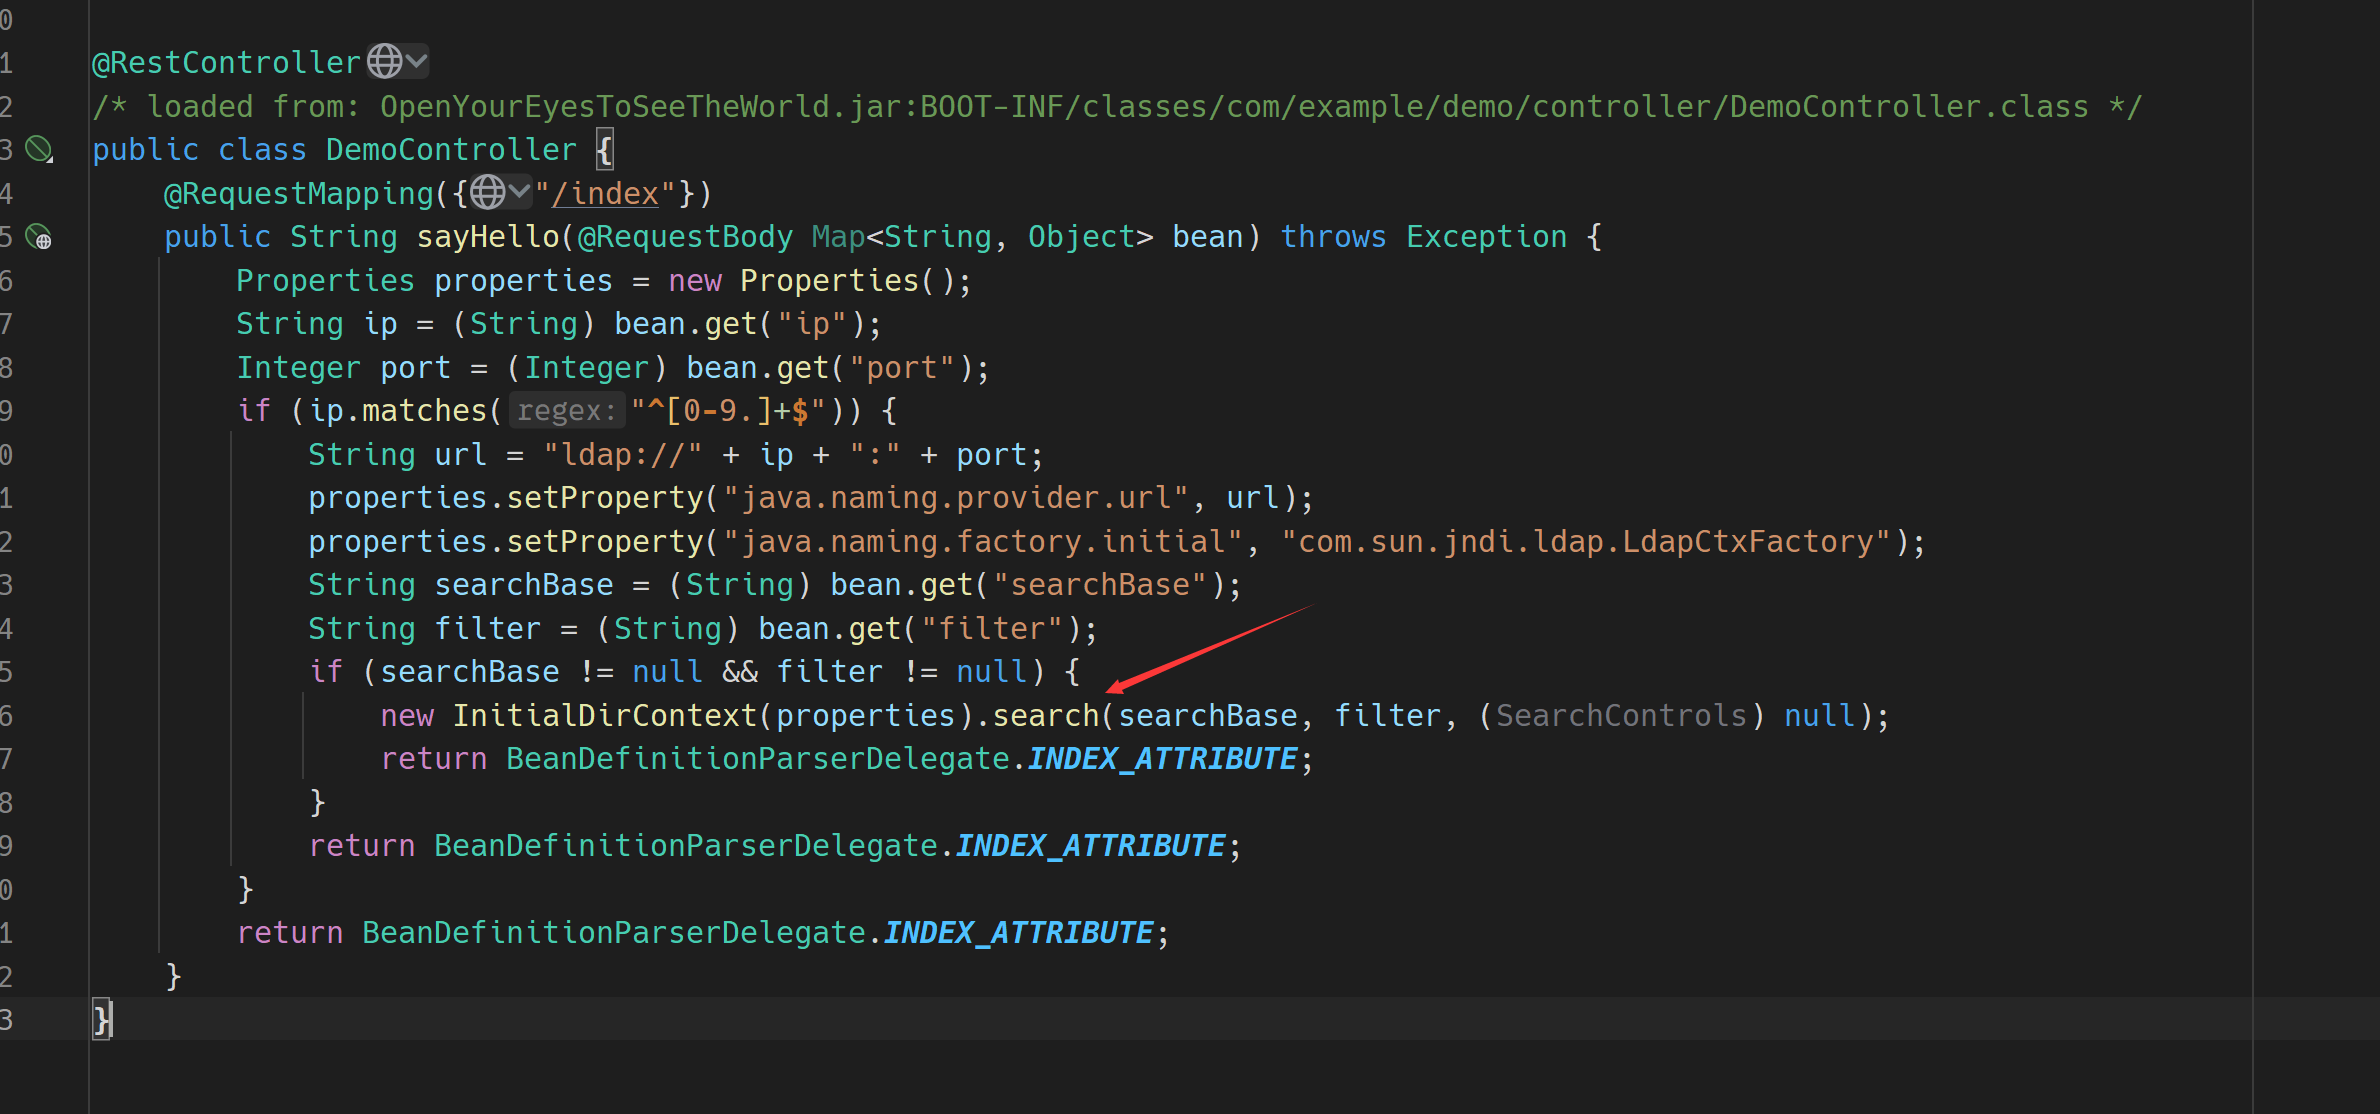 0
1 @RestController
2 /* loaded from: OpenYourEyesToSeeTheWorld.jar:BOOT-INF/classes/com/example/demo/controller/DemoController.class */
3 public class DemoController {
4     @RequestMapping({"/index"})
5     public String sayHello(@RequestBody Map<String, Object> bean) throws Exception {
6         Properties properties = new Properties();
7         String ip = (String) bean.get("ip");
8         Integer port = (Integer) bean.get("port");
9         if (ip.matches( regex: "^[0-9.]+$")) {
0             String url = "ldap://" + ip + ":" + port;
1             properties.setProperty("java.naming.provider.url", url);
2             properties.setProperty("java.naming.factory.initial", "com.sun.jndi.ldap.LdapCtxFactory");
3             String searchBase = (String) bean.get("searchBase");
4             String filter = (String) bean.get("filter");
5             if (searchBase != null && filter != null) {
6                 new InitialDirContext(properties).search(searchBase, filter, (SearchControls) null);
7                 return BeanDefinitionParserDelegate.INDEX_ATTRIBUTE;
8             }
9             return BeanDefinitionParserDelegate.INDEX_ATTRIBUTE;
0         }
1         return BeanDefinitionParserDelegate.INDEX_ATTRIBUTE;
2     }
3 }